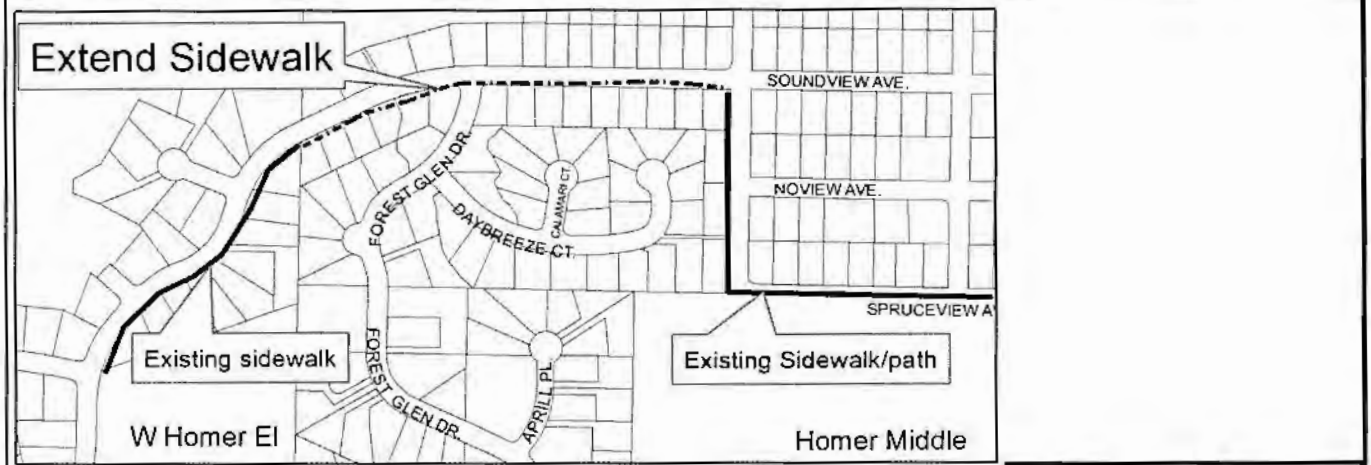 Extend Sidewalk
SOUNDVIEW AVE.
FOREST GLEN DR.
CALAMARI CT.
NOVIEW AVE.
DAYBREEZE CT.
SPRUCEVIEW A
Existing sidewalk
Existing Sidewalk/path
FOREST GLEN DR.
APRILL PL.
W Homer El
Homer Middle